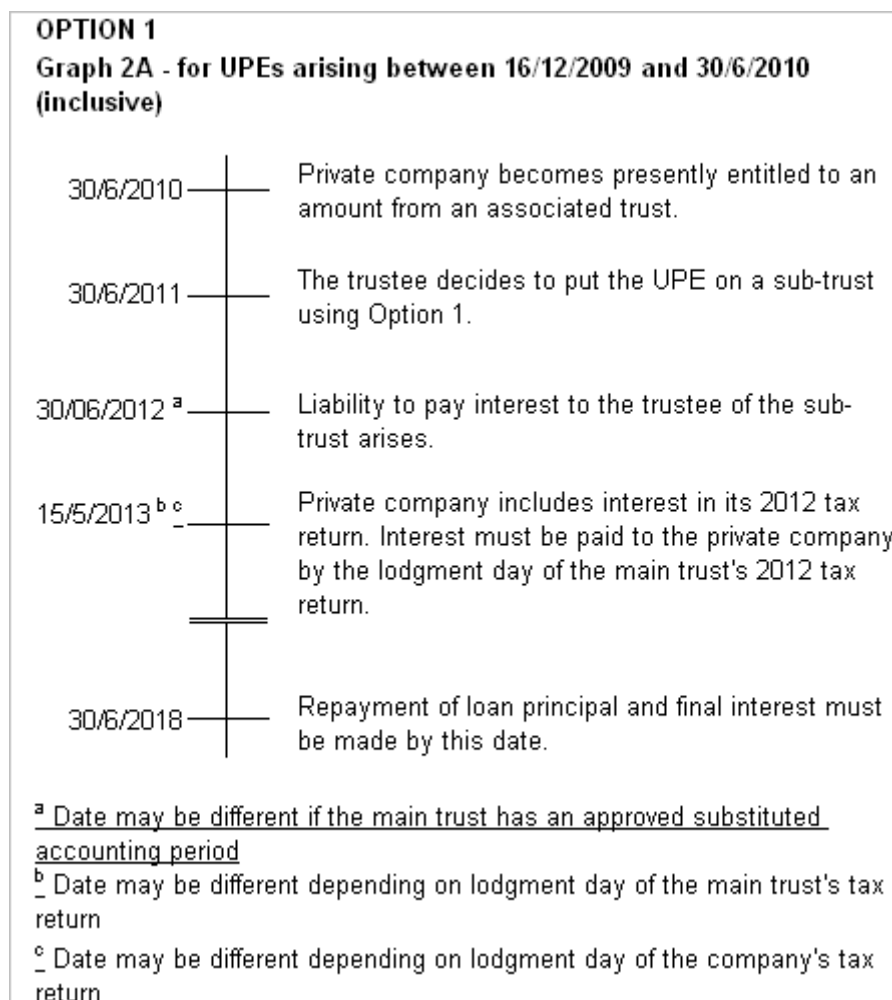 OPTION 1
Graph 2A - for UPEs arising between 16/12/2009 and 30/6/2010
(inclusive)
30/6/2010
Private company becomes presently entitled to an
amount from an associated trust.
30/6/2011
The trustee decides to put the UPE on a sub-trust
using Option 1.
30/06/2012 a
Liability to pay interest to the trustee of the sub-
trust arises.
15/5/2013 b c
Private company includes interest in its 2012 tax
return. Interest must be paid to the private company
by the lodgment day of the main trust's 2012 tax
return.
30/6/2018
Repayment of loan principal and final interest must
be made by this date.
a Date may be different if the main trust has an approved substituted
accounting period
b Date may be different depending on lodgment day of the main trust's tax
return
c Date may be different depending on lodgment day of the company's tax
return